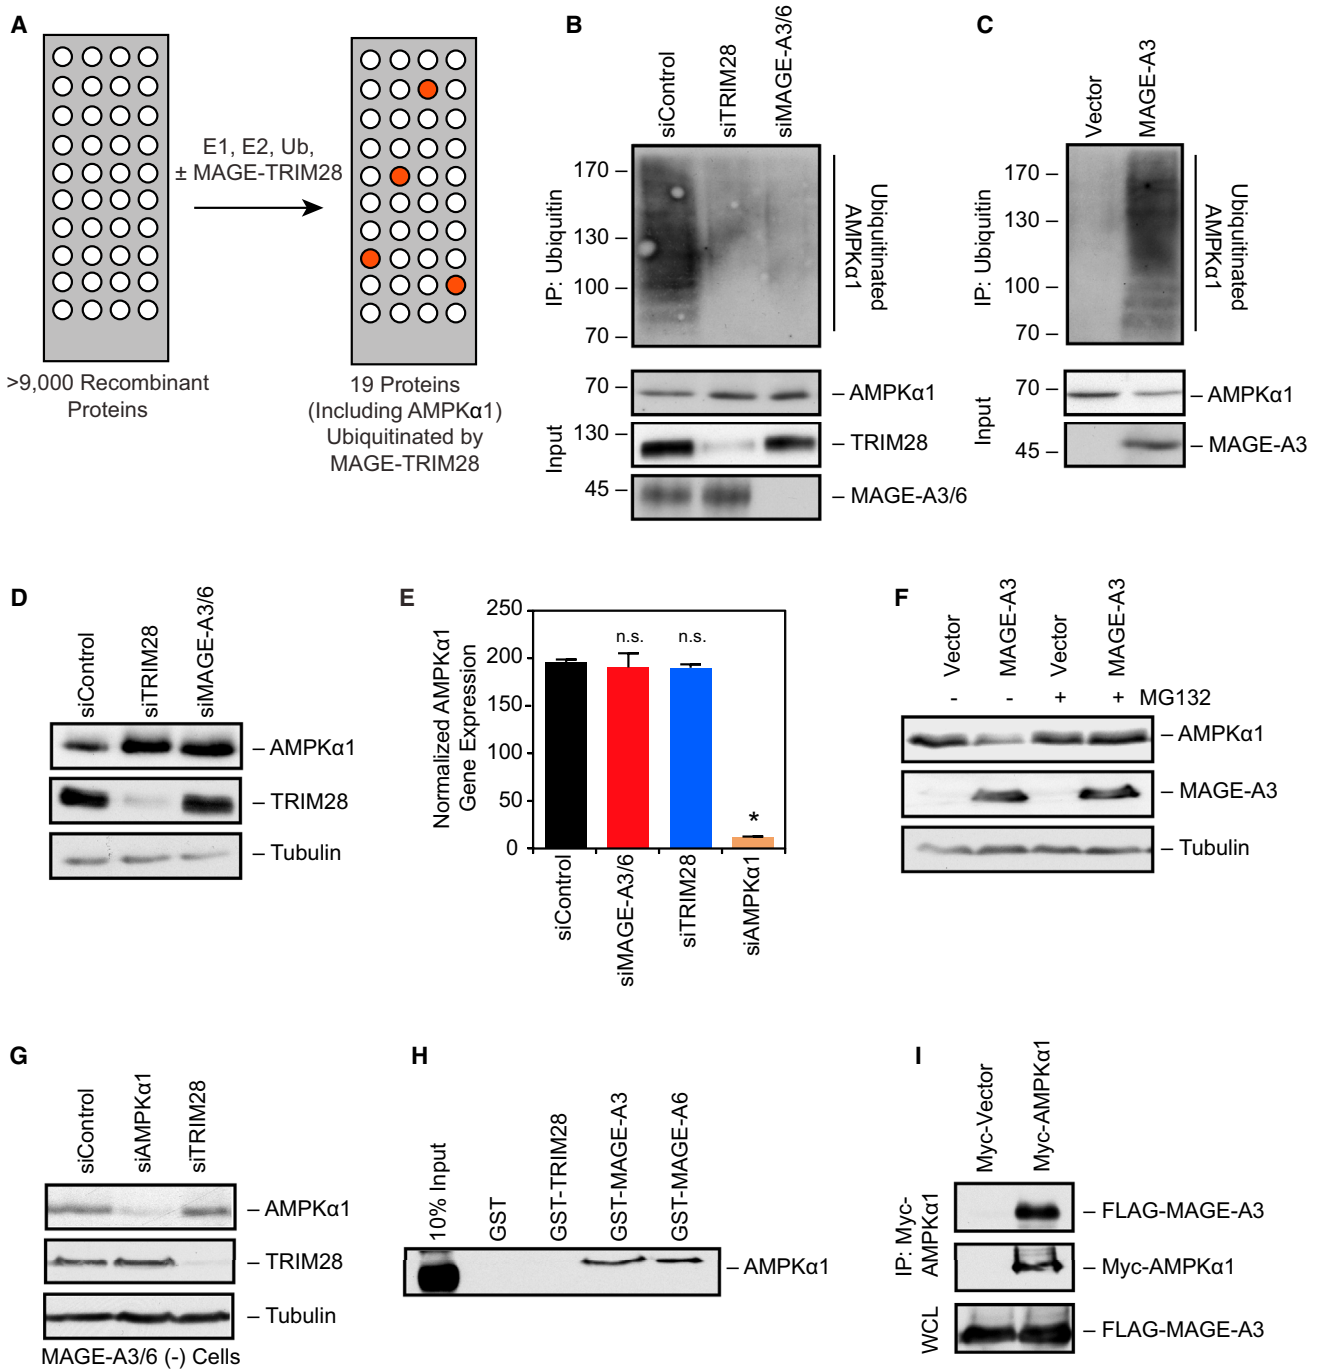 A
E1, E2, Ub,
± MAGE-TRIM28
>9,000 Recombinant
Proteins
19 Proteins
(Including AMPKα1)
Ubiquitinated by
MAGE-TRIM28
B
siControl
siTRIM28
siMAGE-A3/6
IP: Ubiquitin
170
130
100
70
Ubiquitinated
AMPKα1
Input
70
– AMPKα1
130
– TRIM28
45
– MAGE-A3/6
C
Vector
MAGE-A3
IP: Ubiquitin
170
130
100
70
Ubiquitinated
AMPKα1
Input
70
– AMPKα1
45
– MAGE-A3
D
siControl
siTRIM28
siMAGE-A3/6
– AMPKα1
– TRIM28
– Tubulin
E
Normalized AMPKα1
Gene Expression
250
200
150
100
50
0
n.s.
n.s.
*
siControl
siMAGE-A3/6
siTRIM28
siAMPKα1
F
Vector
MAGE-A3
Vector
MAGE-A3
- - + + MG132
– AMPKα1
– MAGE-A3
– Tubulin
G
siControl
siAMPKα1
siTRIM28
– AMPKα1
– TRIM28
– Tubulin
MAGE-A3/6 (-) Cells
H
10% Input
GST
GST-TRIM28
GST-MAGE-A3
GST-MAGE-A6
– AMPKα1
I
Myc-Vector
Myc-AMPKα1
IP: Myc-
AMPKα1
– FLAG-MAGE-A3
– Myc-AMPKα1
WCL
– FLAG-MAGE-A3